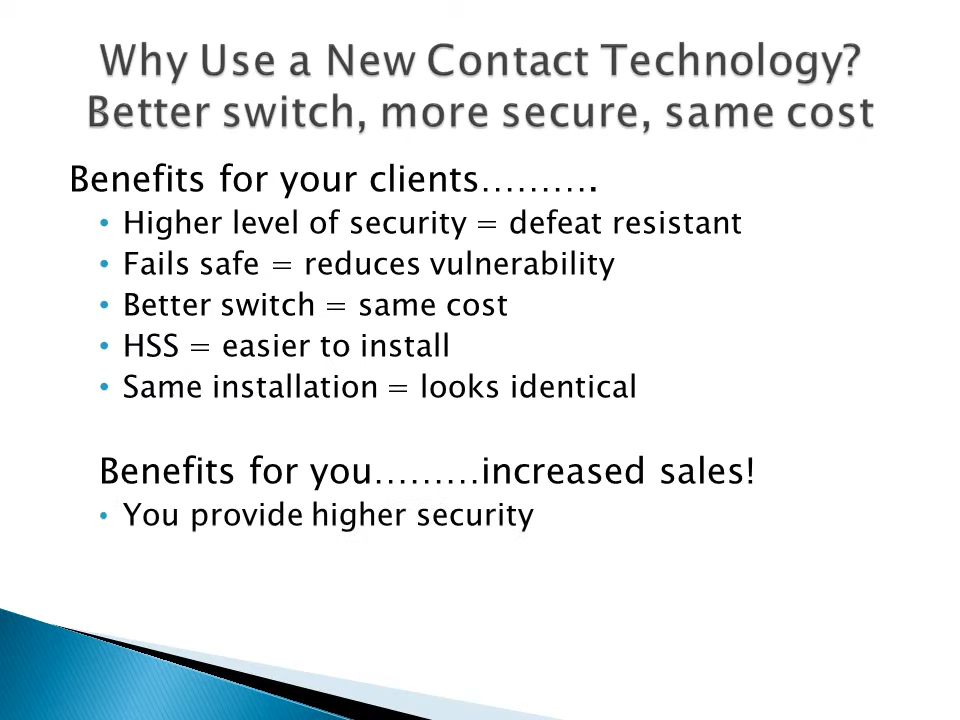 Why Use a New Contact Technology?
Better switch, more secure, same cost
Benefits for your clients……….
• Higher level of security = defeat resistant
• Fails safe = reduces vulnerability
• Better switch = same cost
• HSS = easier to install
• Same installation = looks identical
Benefits for you………increased sales!
• You provide higher security